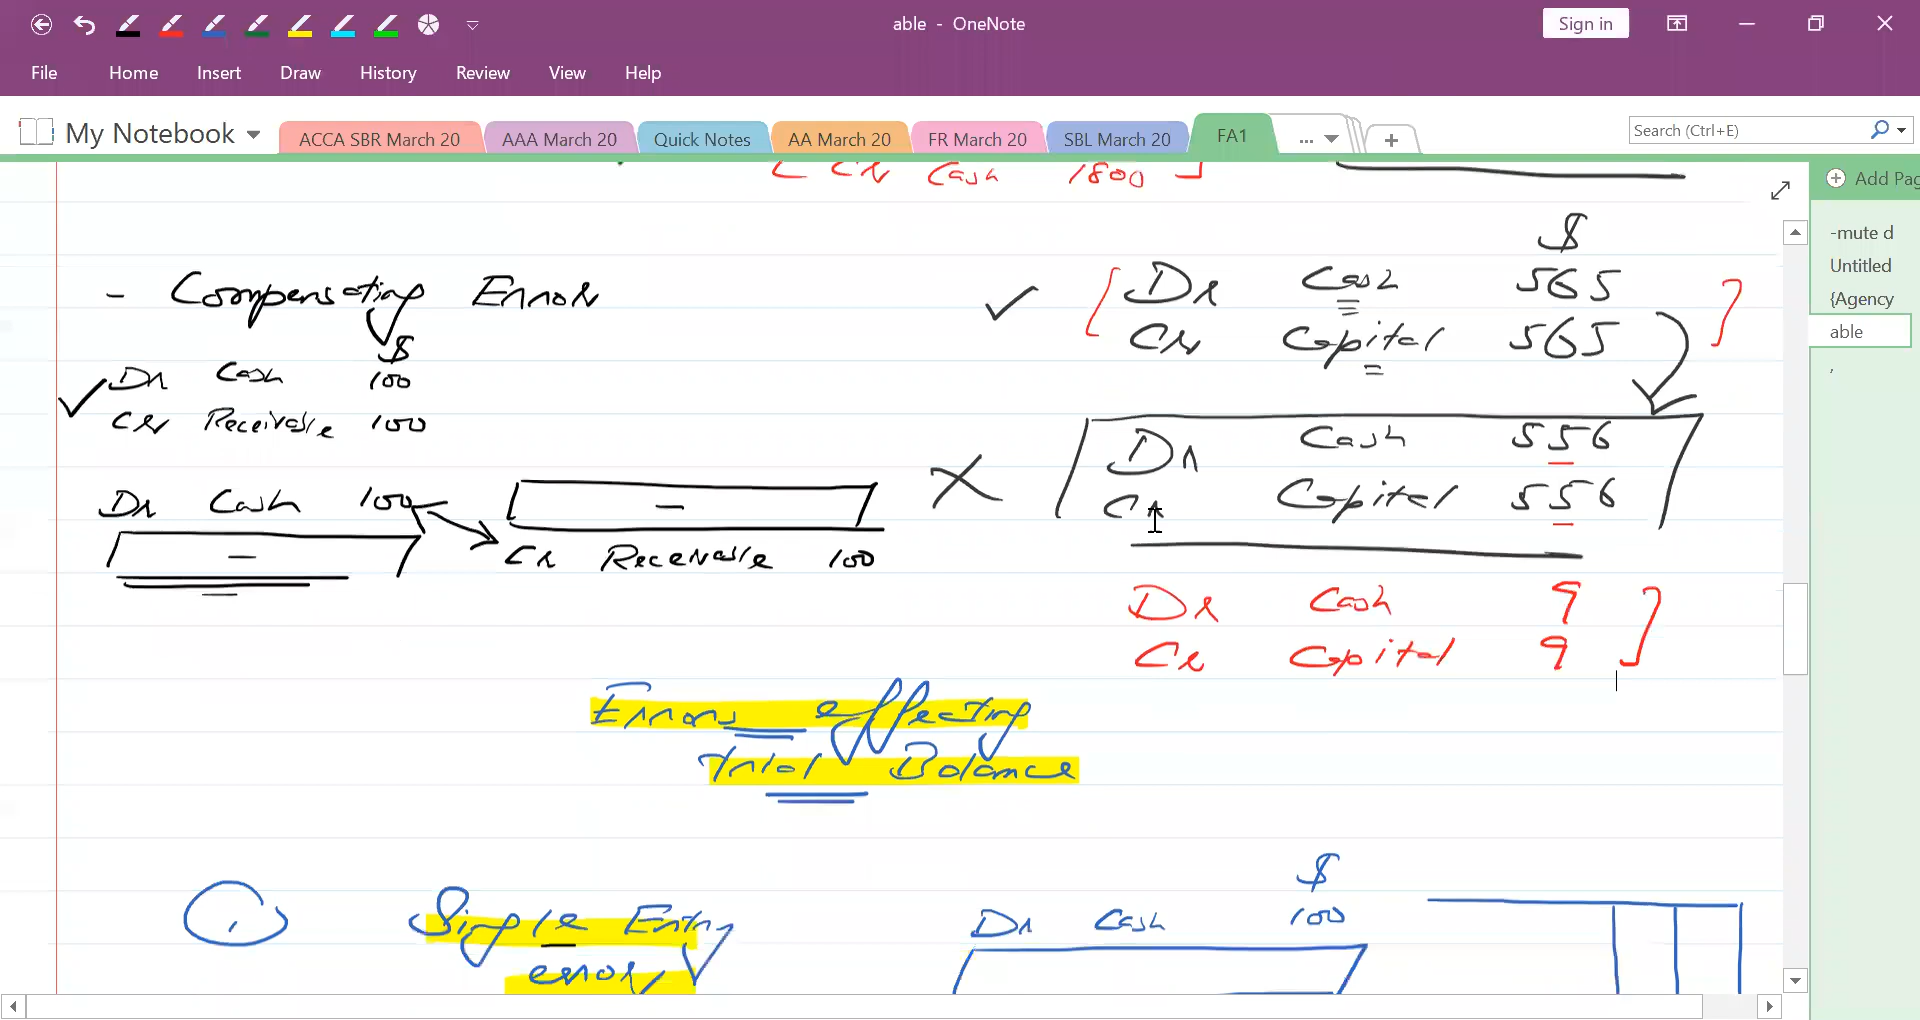 able - OneNote
Sign in
File Home Insert Draw History Review View Help
My Notebook
ACCA SBR March 20 AAA March 20 Quick Notes AA March 20 FR March 20 SBL March 20 FA1 ...
Search (Ctrl+E)
Add Pag
-mute d
Untitled
{Agency
able
,
Cr Cash 1800
- Compensating Error
$
Dr Cash 100
Cr Receivable 100
Dr Cash 100
-
-
Cr Receivable 100
$
Dr Cash 565
Cr Capital 565
Dr Cash 556
Cr Capital 556
Dr Cash 9
Cr Capital 9
Errors effecting
Trial Balance
1
Single Entry
error
$
Dr Cash 100